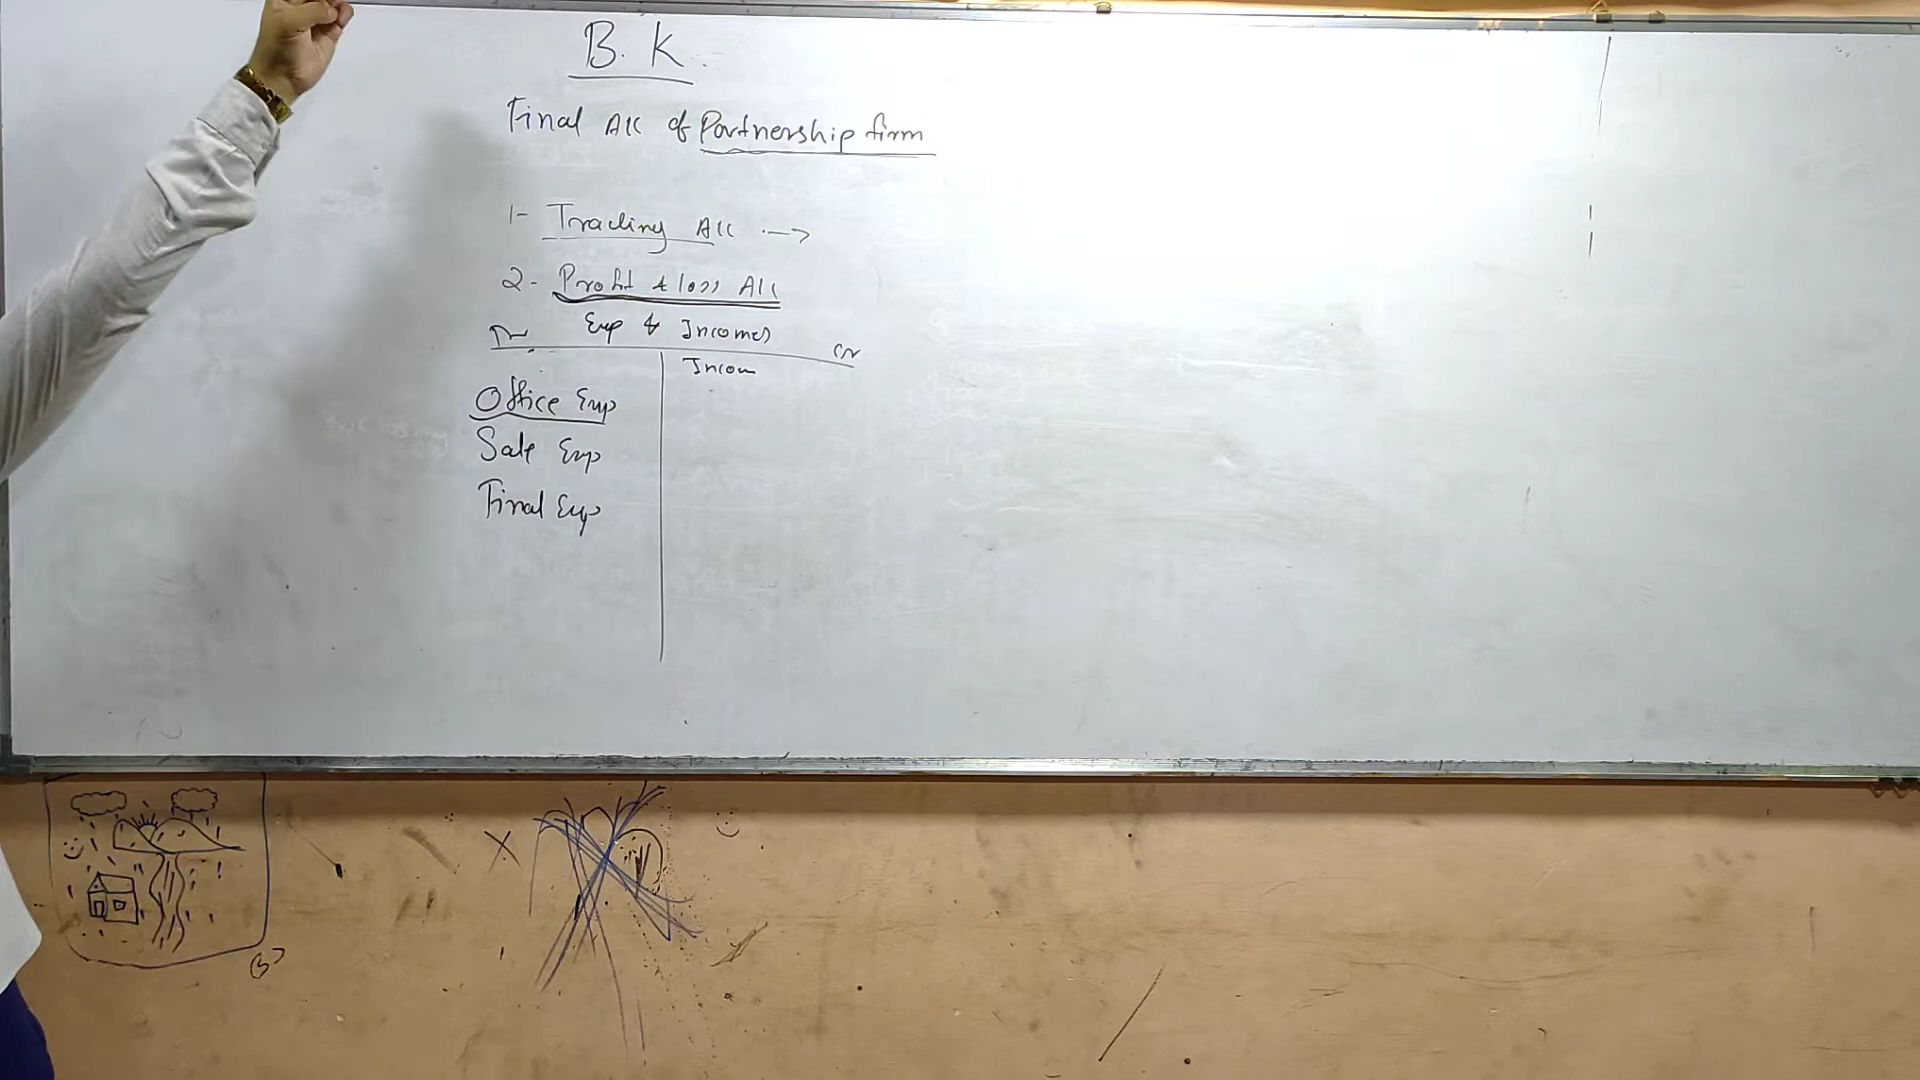 B. K.
Final A/c of Partnership firm
1- Trading A/c →
2- Profit & loss A/c
Dr Exp & Incomes Cr
Incom
Office Exp
Sale Exp
Final Exp